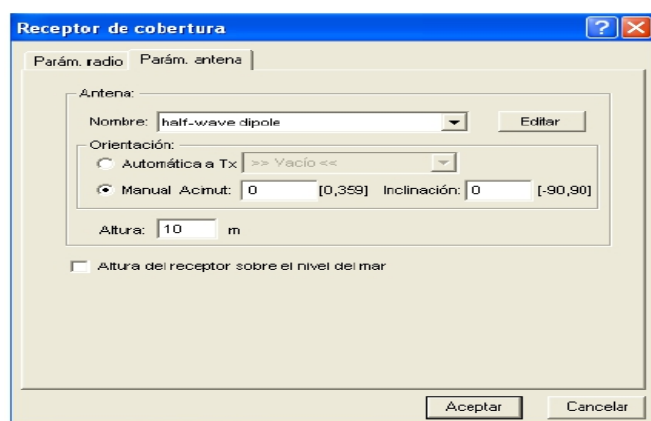 Receptor de cobertura
Parám. radio Parám. antena
Antena:
Nombre: half-wave dipole Editar
Orientación:
Automática a Tx >> Vacío <<
Manual Acimut: 0 [0,359] Inclinación: 0 [-90,90]
Altura: 10 m
Altura del receptor sobre el nivel del mar
Aceptar Cancelar